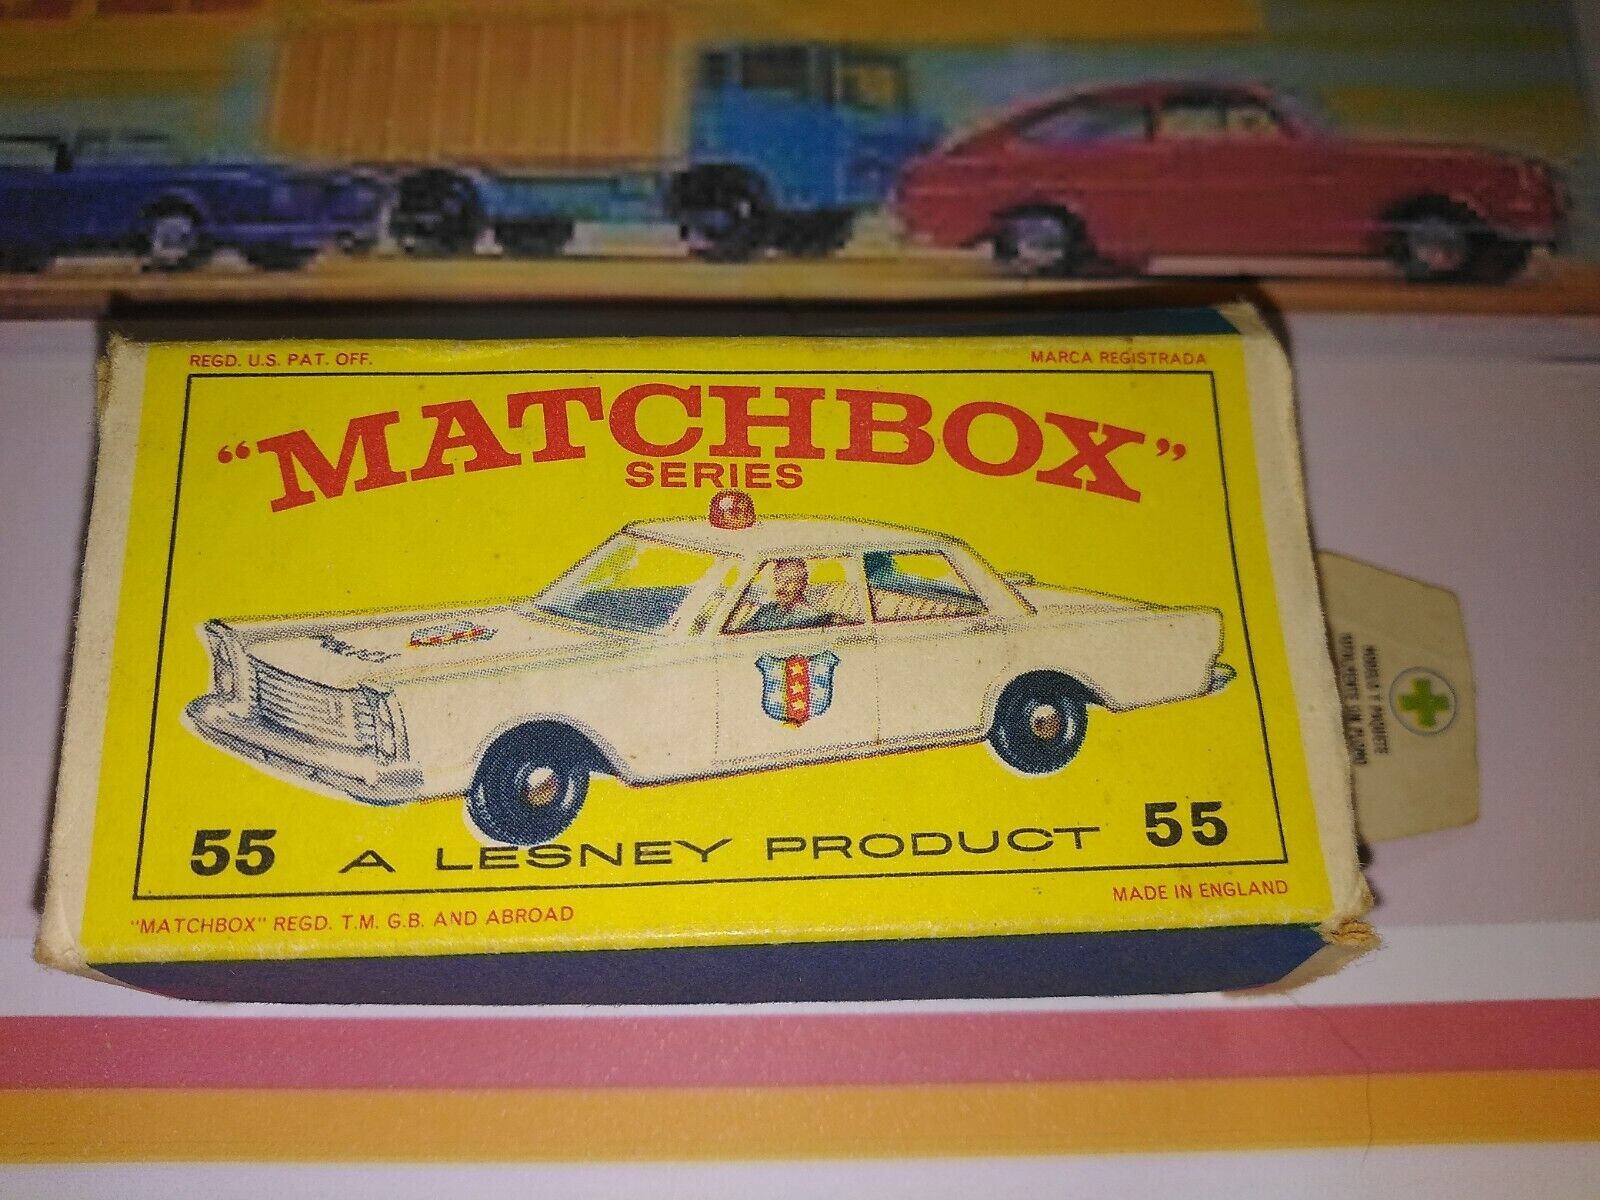 REGD. U.S. PAT. OFF.
MARCA REGISTRADA
"MATCHBOX"
SERIES
55
A LESNEY PRODUCT
55
MADE IN ENGLAND
"MATCHBOX" REGD. T.M. G.B. AND ABROAD